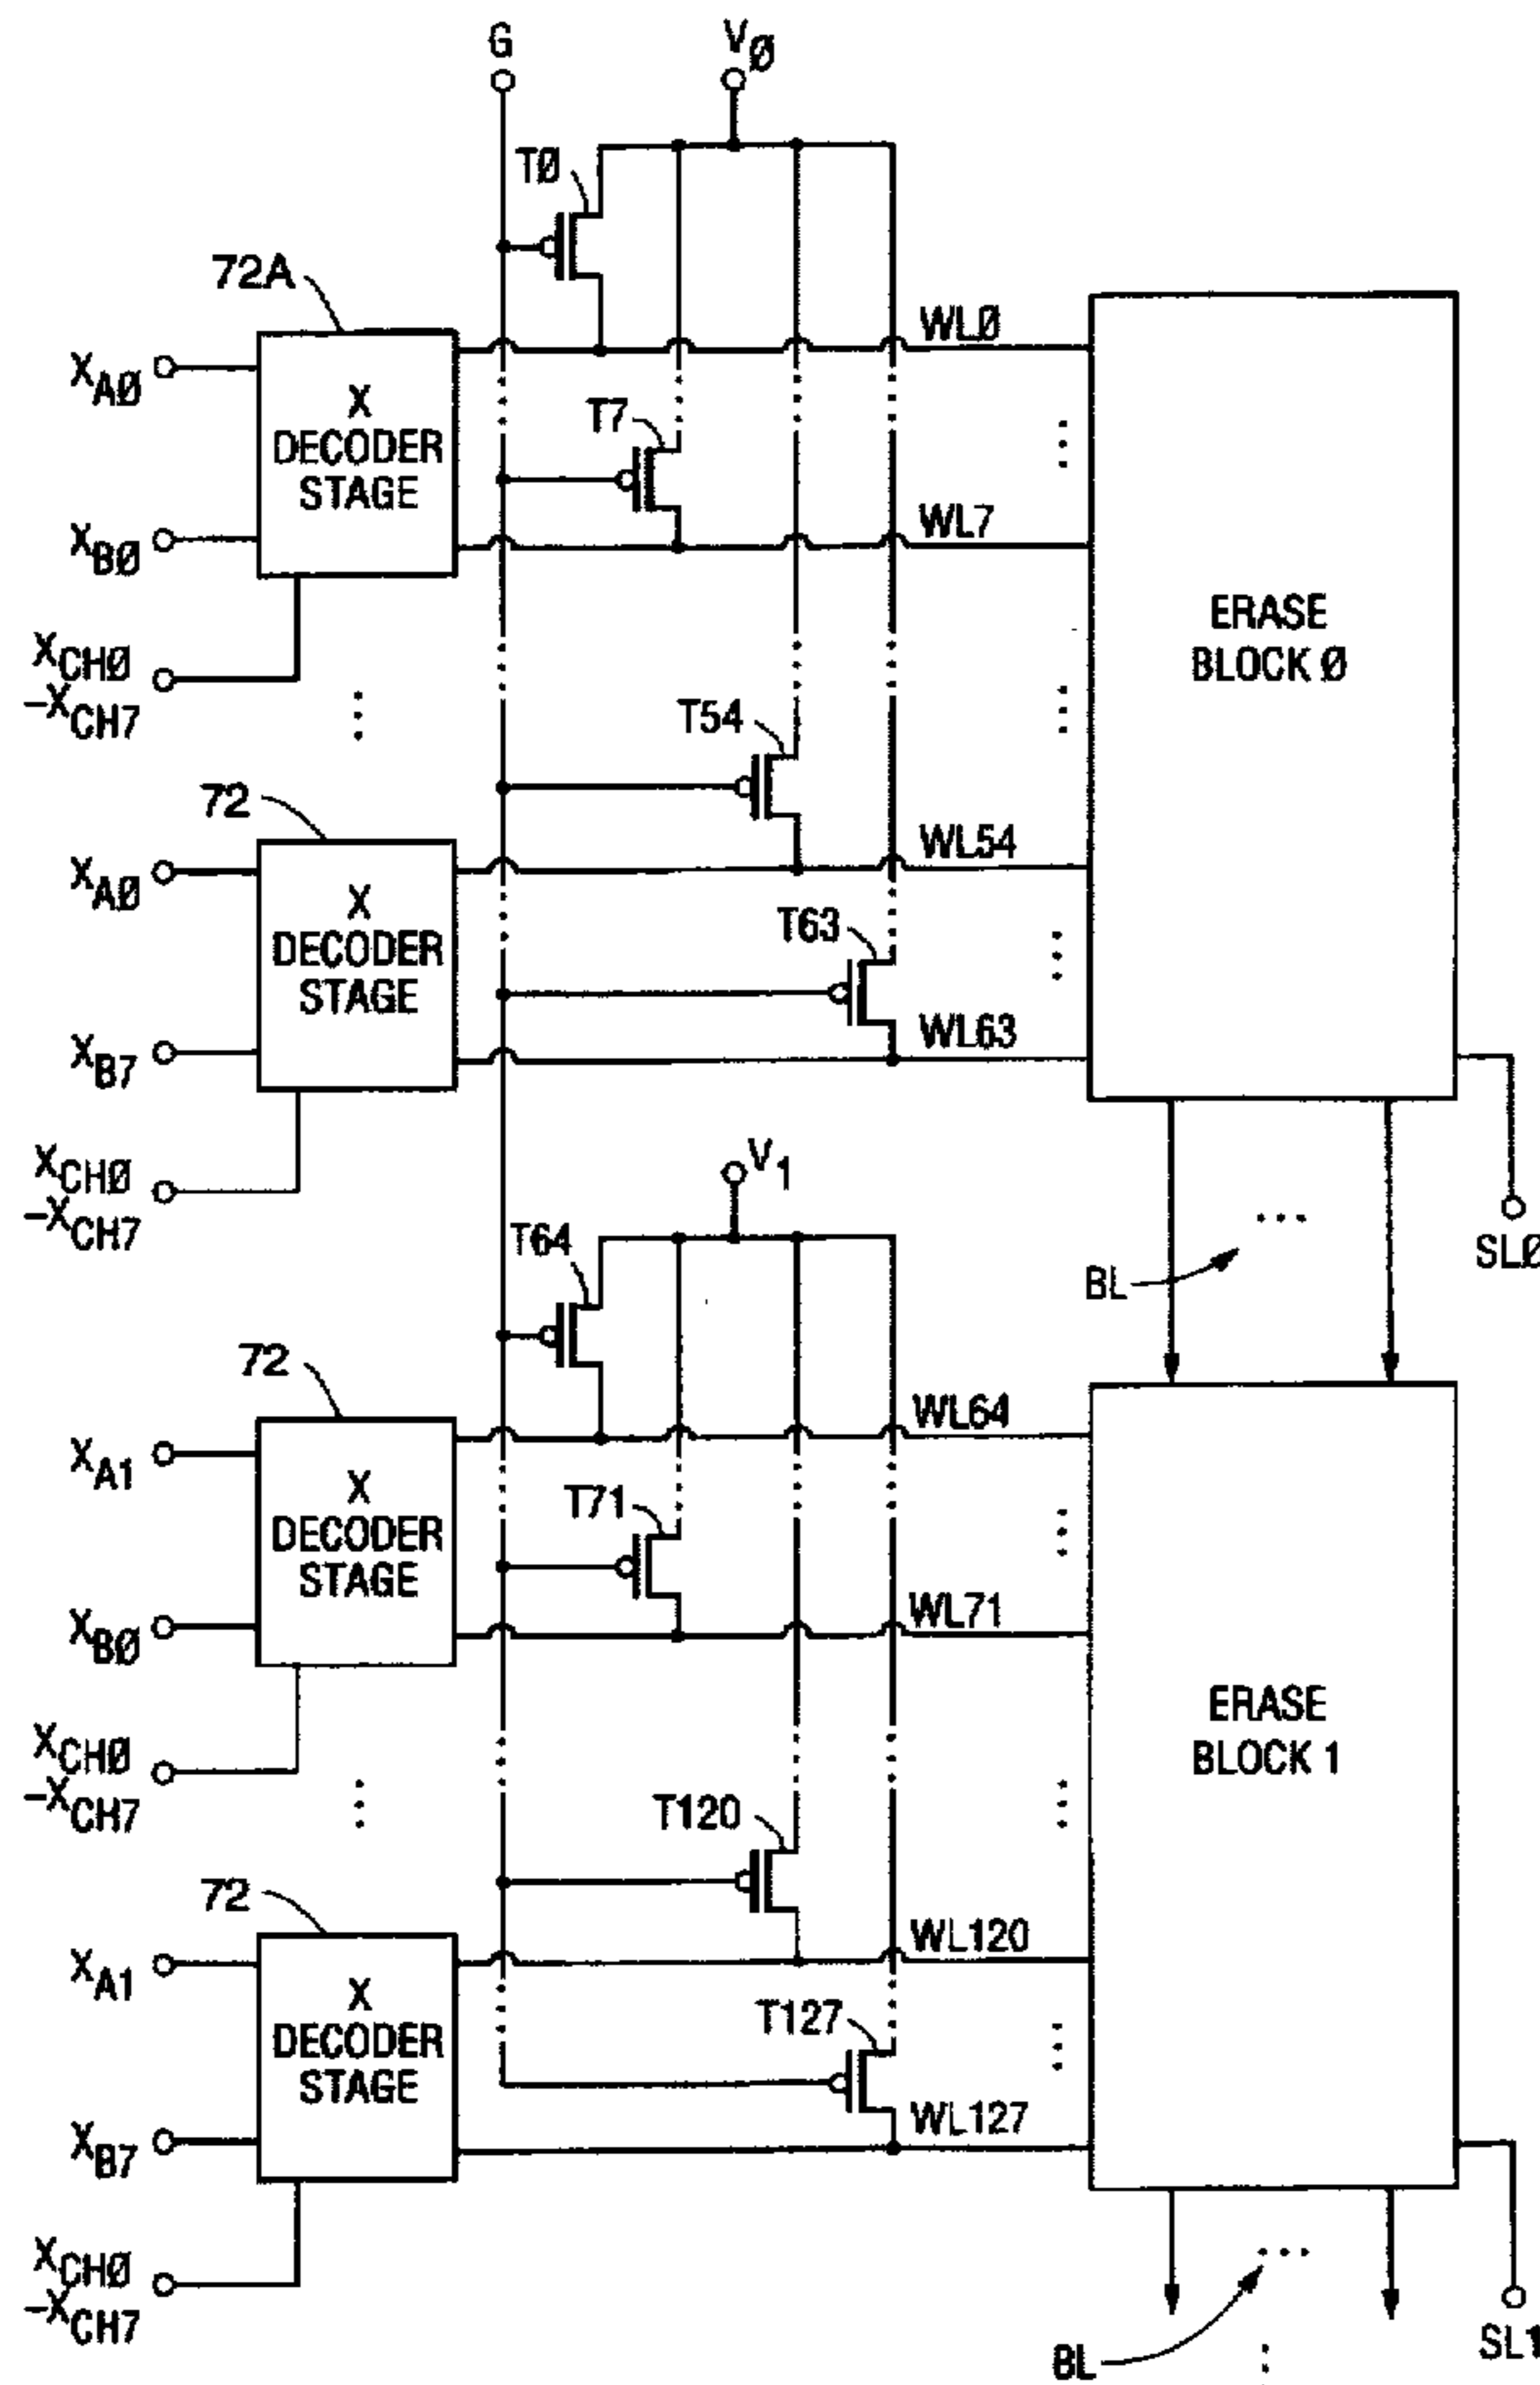 G
VØ
TØ
72A
XAØ
X
DECODER
STAGE
WLØ
T7
XBØ
WL7
ERASE
BLOCK Ø
XCHØ
-XCH7
T54
72
XAØ
X
DECODER
STAGE
WL54
T63
XB7
WL63
XCHØ
-XCH7
V1
SLØ
BL
T64
72
XA1
X
DECODER
STAGE
WL64
T71
XBØ
WL71
ERASE
BLOCK 1
XCHØ
-XCH7
T120
72
XA1
X
DECODER
STAGE
WL120
T127
XB7
WL127
XCHØ
-XCH7
BL
SL1